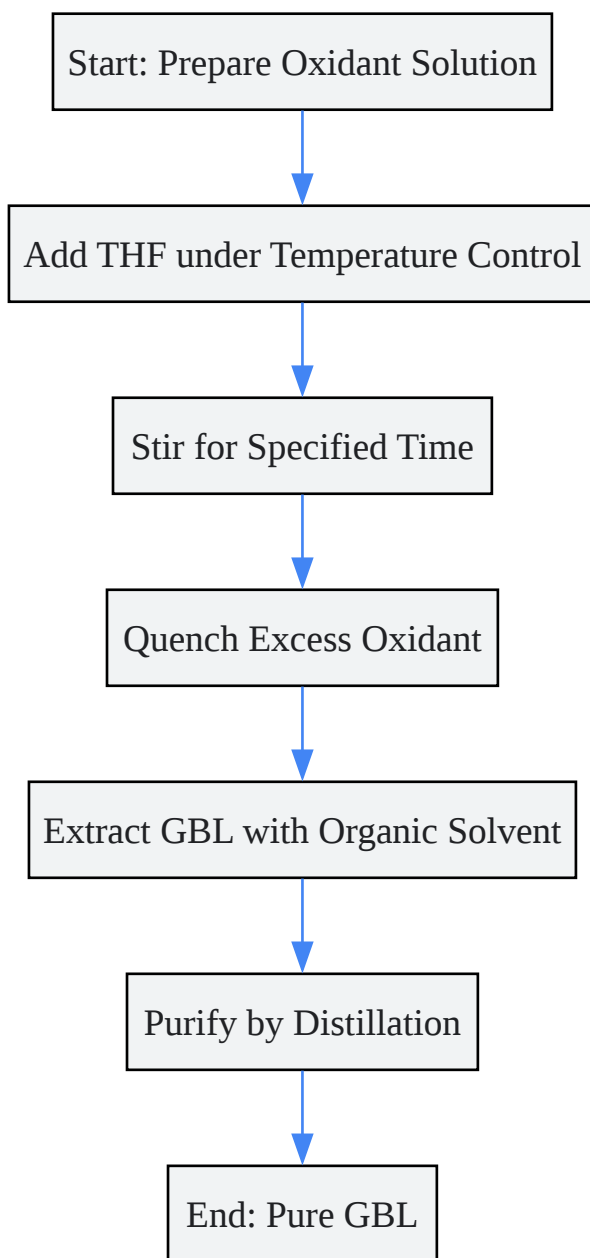 Start: Prepare Oxidant Solution
Add THF under Temperature Control
Stir for Specified Time
Quench Excess Oxidant
Extract GBL with Organic Solvent
Purify by Distillation
End: Pure GBL